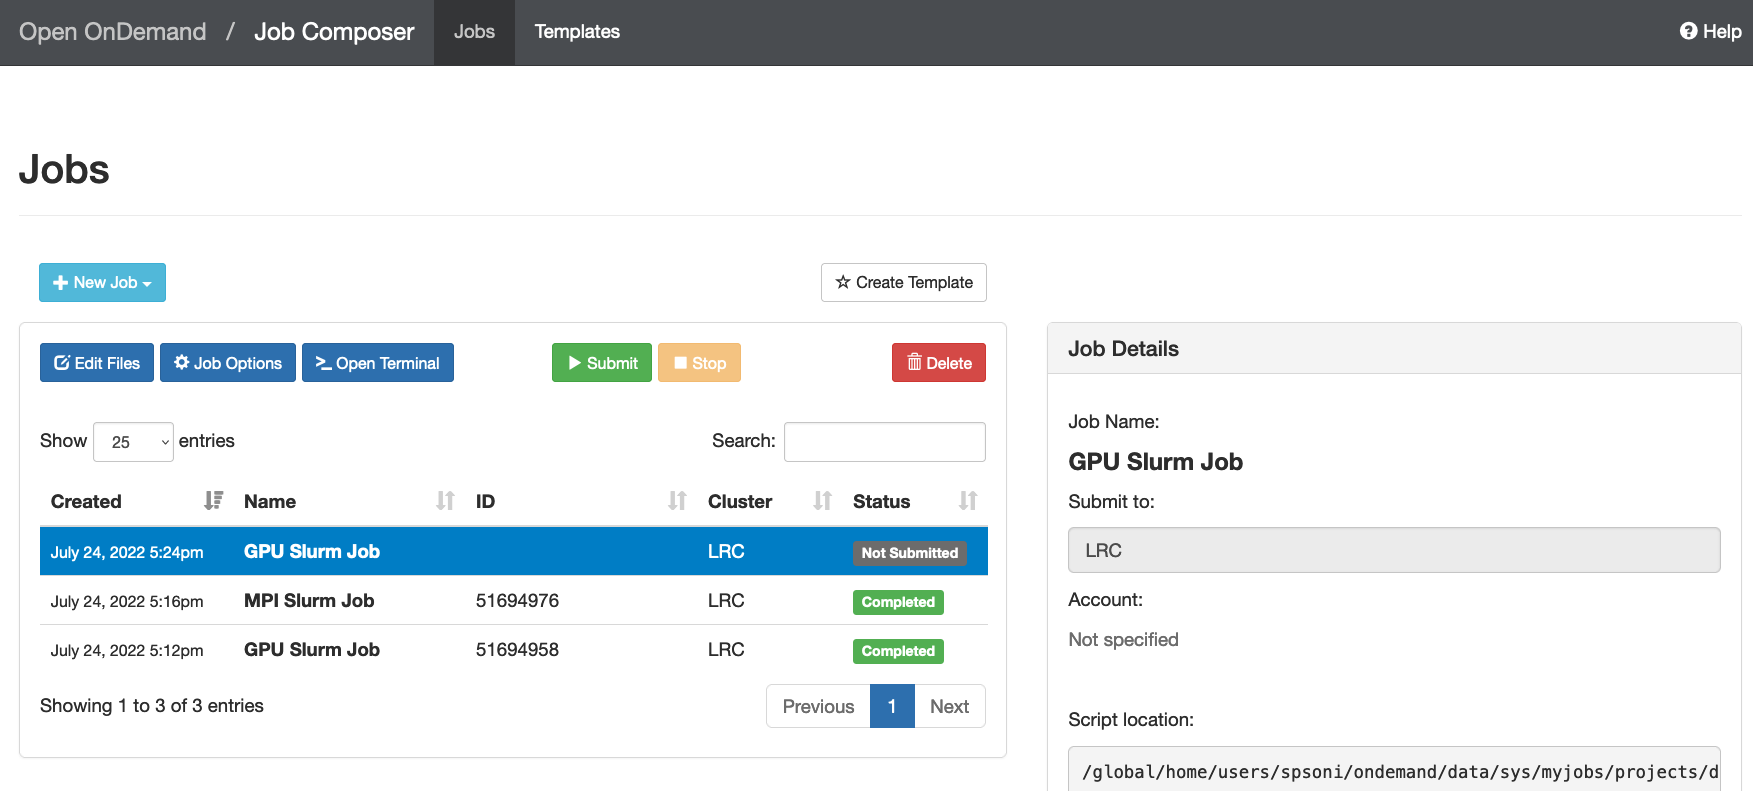 Open OnDemand / Job Composer Jobs Templates Help
Jobs
New Job Create Template
Edit Files Job Options Open Terminal Submit Stop Delete
Show 25 entries Search:
Created Name ID Cluster Status
July 24, 2022 5:24pm GPU Slurm Job LRC Not Submitted
July 24, 2022 5:16pm MPI Slurm Job 51694976 LRC Completed
July 24, 2022 5:12pm GPU Slurm Job 51694958 LRC Completed
Showing 1 to 3 of 3 entries Previous 1 Next
Job Details
Job Name:
GPU Slurm Job
Submit to:
LRC
Account:
Not specified
Script location:
/global/home/users/spsoni/ondemand/data/sys/myjobs/projects/d